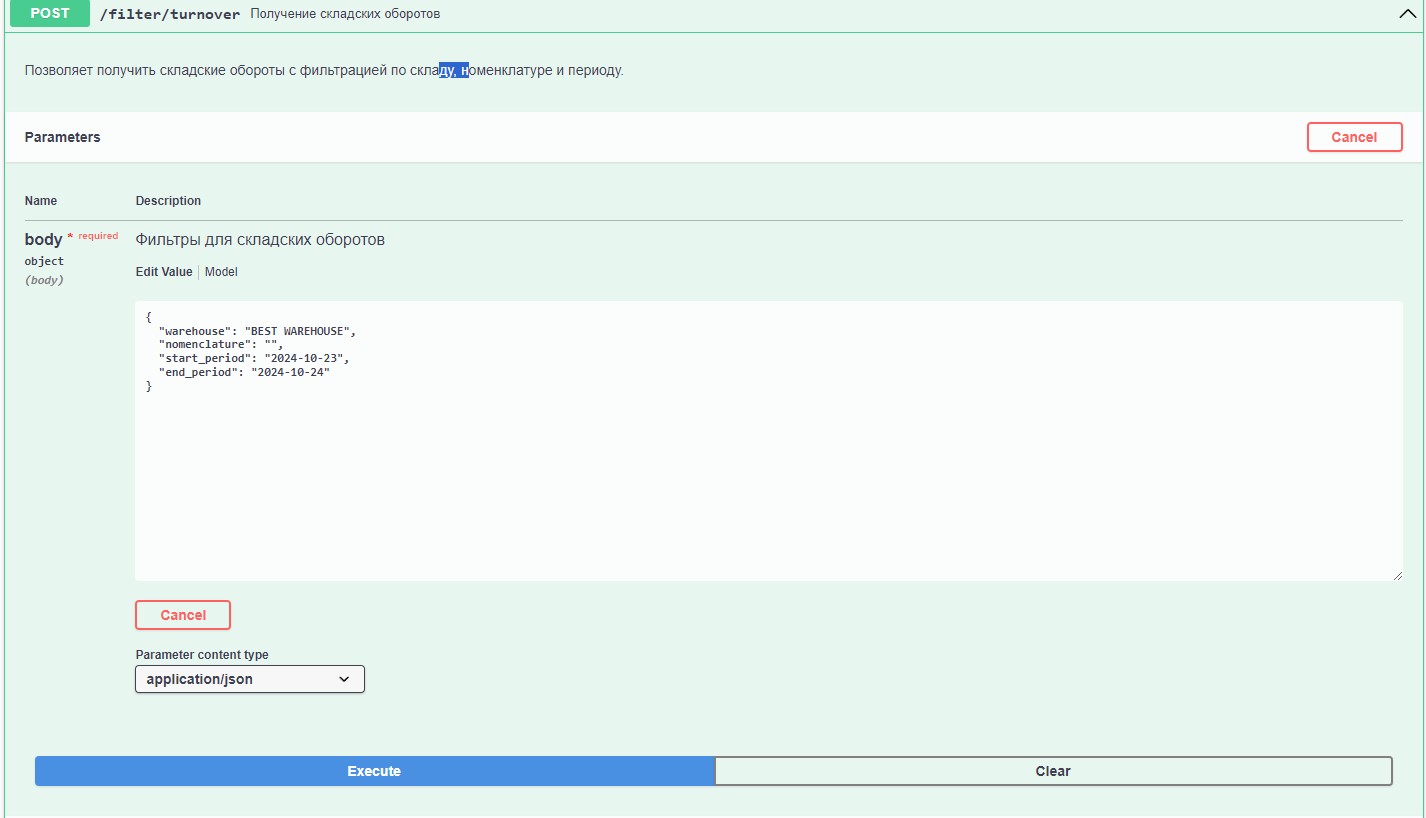 POST /filter/turnover Получение складских оборотов
Позволяет получить складские обороты с фильтрацией по складу, номенклатуре и периоду.
Parameters Cancel
Name Description
body * required Фильтры для складских оборотов
object Edit Value | Model
(body)
{
"warehouse": "BEST WAREHOUSE",
"nomenclature": "",
"start_period": "2024-10-23",
"end_period": "2024-10-24"
}
Cancel
Parameter content type
application/json
Execute Clear